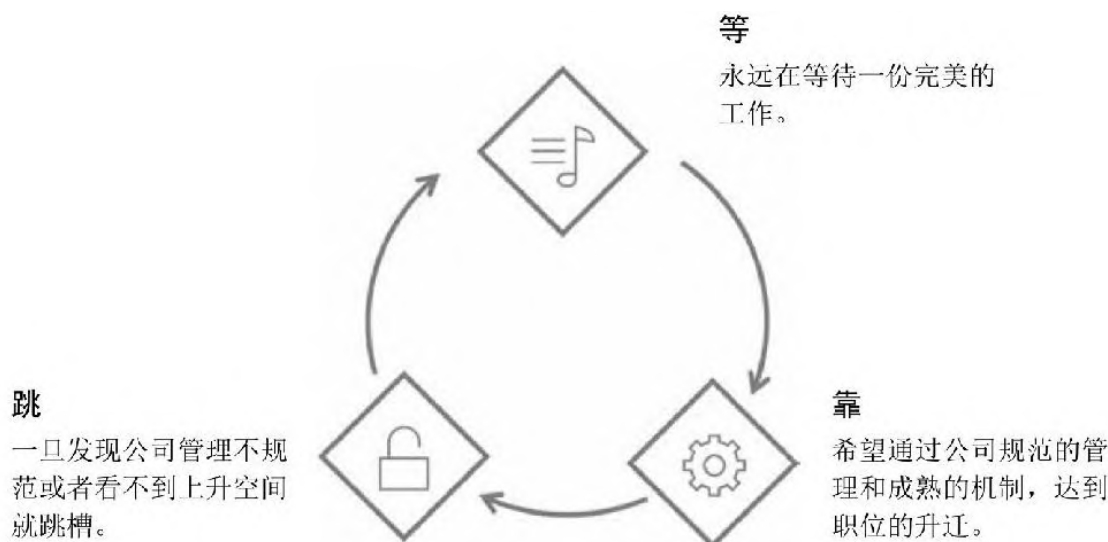 等
永远在等待一份完美的
工作。
跳
一旦发现公司管理不规
范或者看不到上升空间
就跳槽。
靠
希望通过公司规范的管
理和成熟的机制，达到
职位的升迁。